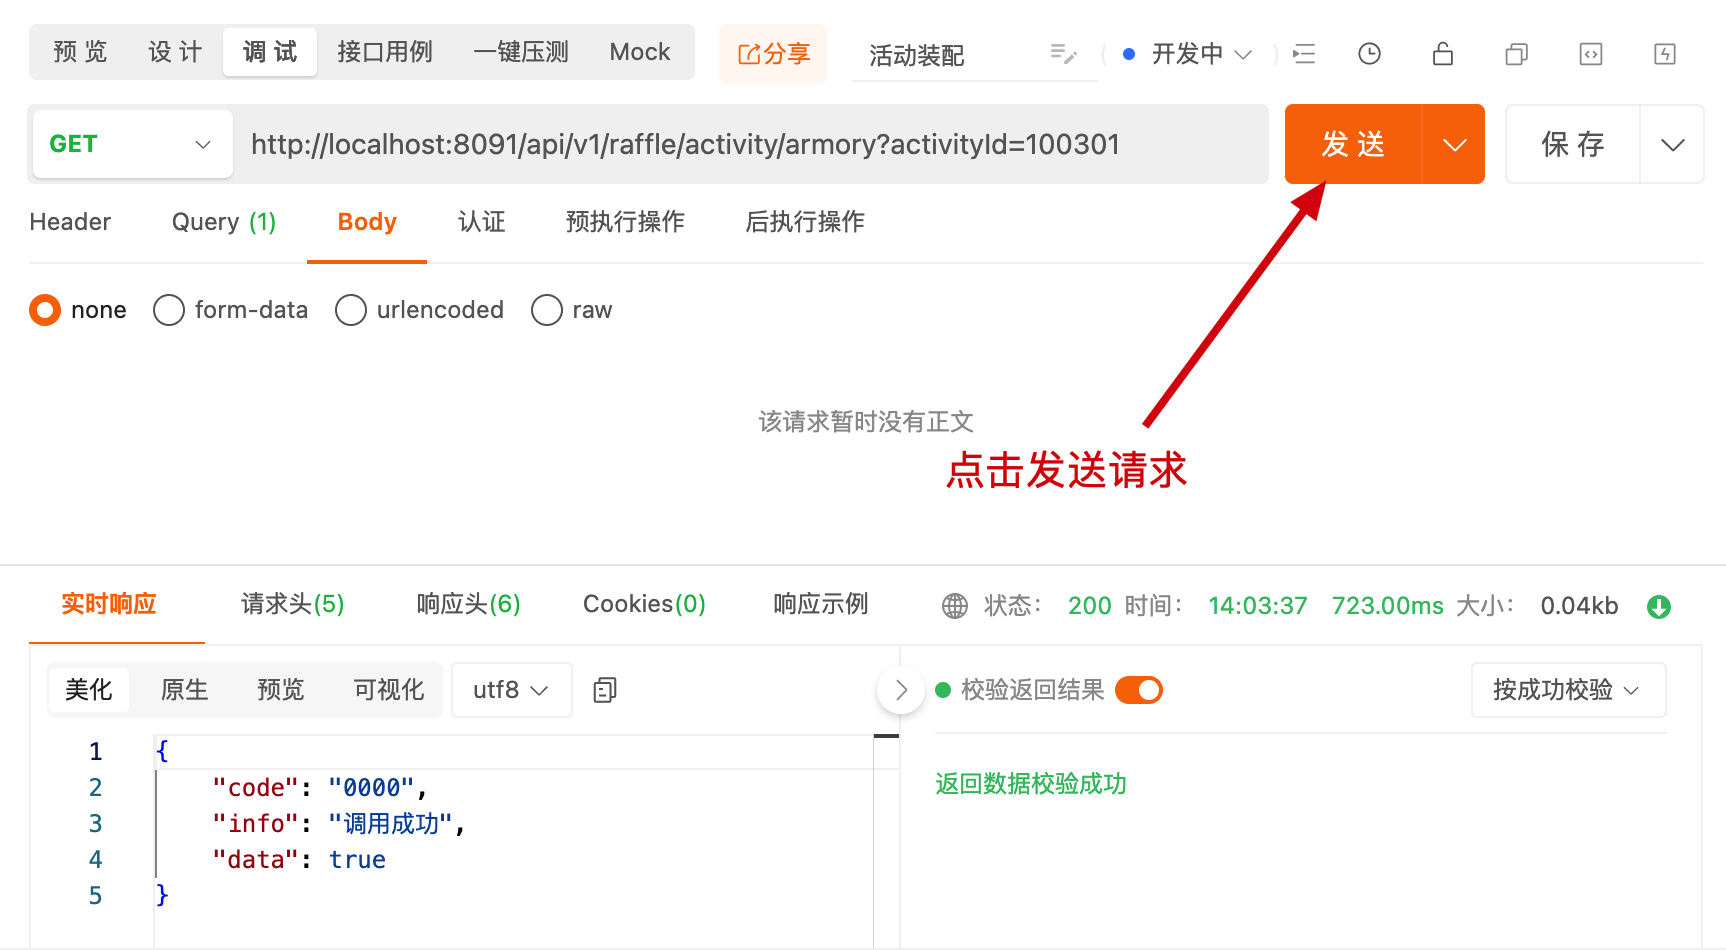 预 览 设 计 调 试 接口用例 一键压测 Mock 分享 活动装配 开发中
GET http://localhost:8091/api/v1/raffle/activity/armory?activityId=100301 发 送 保 存
Header Query (1) Body 认证 预执行操作 后执行操作
none form-data urlencoded raw
该请求暂时没有正文
点击发送请求
实时响应 请求头(5) 响应头(6) Cookies(0) 响应示例 状态： 200 时间： 14:03:37 723.00ms 大小： 0.04kb
美化 原生 预览 可视化 utf8 校验返回结果 按成功校验
返回数据校验成功
1 {
2 "code": "0000",
3 "info": "调用成功",
4 "data": true
5 }